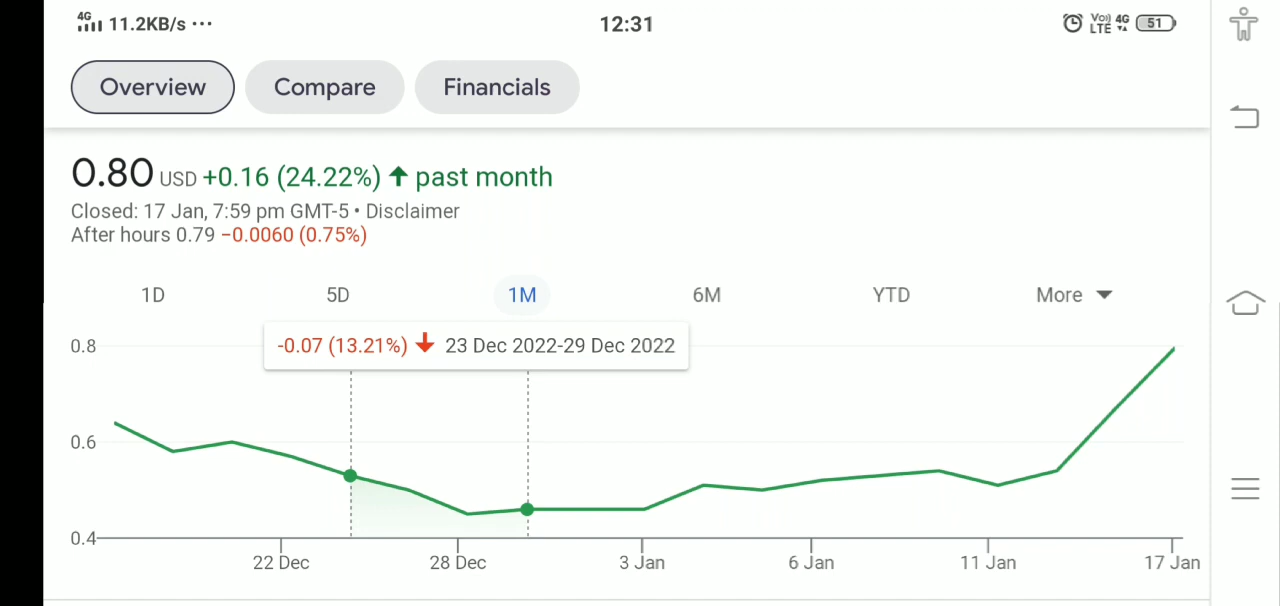 4G 11.2KB/s ··· 12:31 Vo)) LTE 4G 51
Overview Compare Financials
0.80 USD +0.16 (24.22%) ↑ past month
Closed: 17 Jan, 7:59 pm GMT-5 • Disclaimer
After hours 0.79 −0.0060 (0.75%)
1D 5D 1M 6M YTD More
-0.07 (13.21%) ↓ 23 Dec 2022-29 Dec 2022
0.8
0.6
0.4
22 Dec 28 Dec 3 Jan 6 Jan 11 Jan 17 Jan